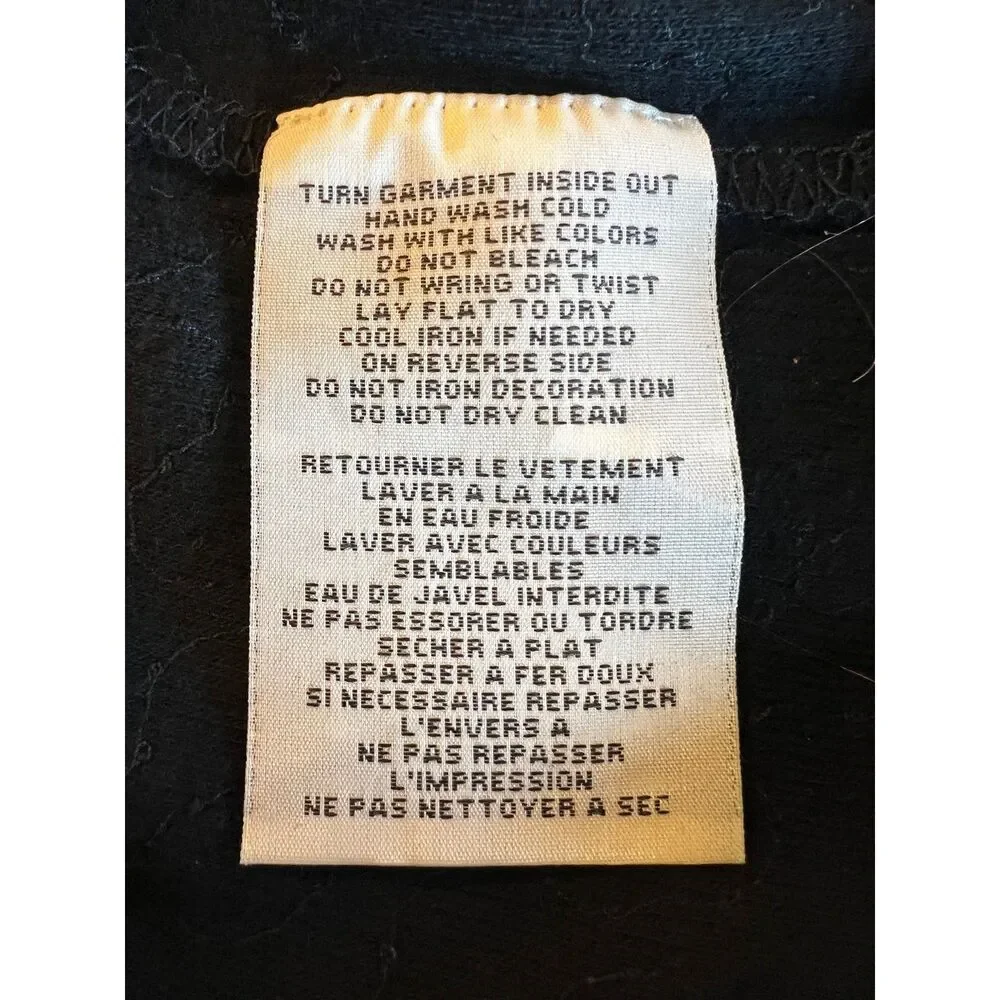 TURN GARMENT INSIDE OUT
HAND WASH COLD
WASH WITH LIKE COLORS
DO NOT BLEACH
DO NOT WRING OR TWIST
LAY FLAT TO DRY
COOL IRON IF NEEDED
ON REVERSE SIDE
DO NOT IRON DECORATION
DO NOT DRY CLEAN
RETOURNER LE VETEMENT
LAVER A LA MAIN
EN EAU FROIDE
LAVER AVEC COULEURS
SEMBLABLES
EAU DE JAVEL INTERDITE
NE PAS ESSORER OU TORDRE
SECHER A PLAT
REPASSER A FER DOUX
SI NECESSAIRE REPASSER
L'ENVERS A
NE PAS REPASSER
L'IMPRESSION
NE PAS NETTOYER A SEC